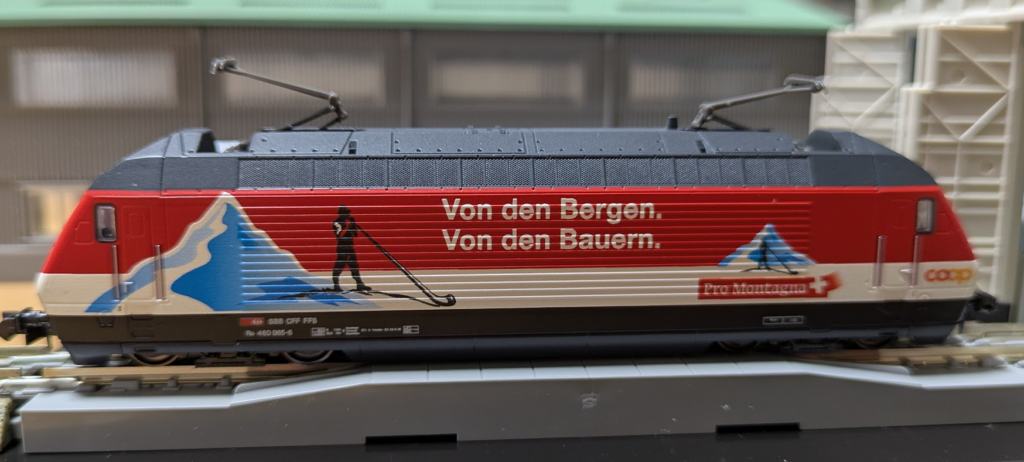 Von den Bergen.
Von den Bauern.
Pro Montagna
coop
SBB CFF FFS
Re 460 065-6